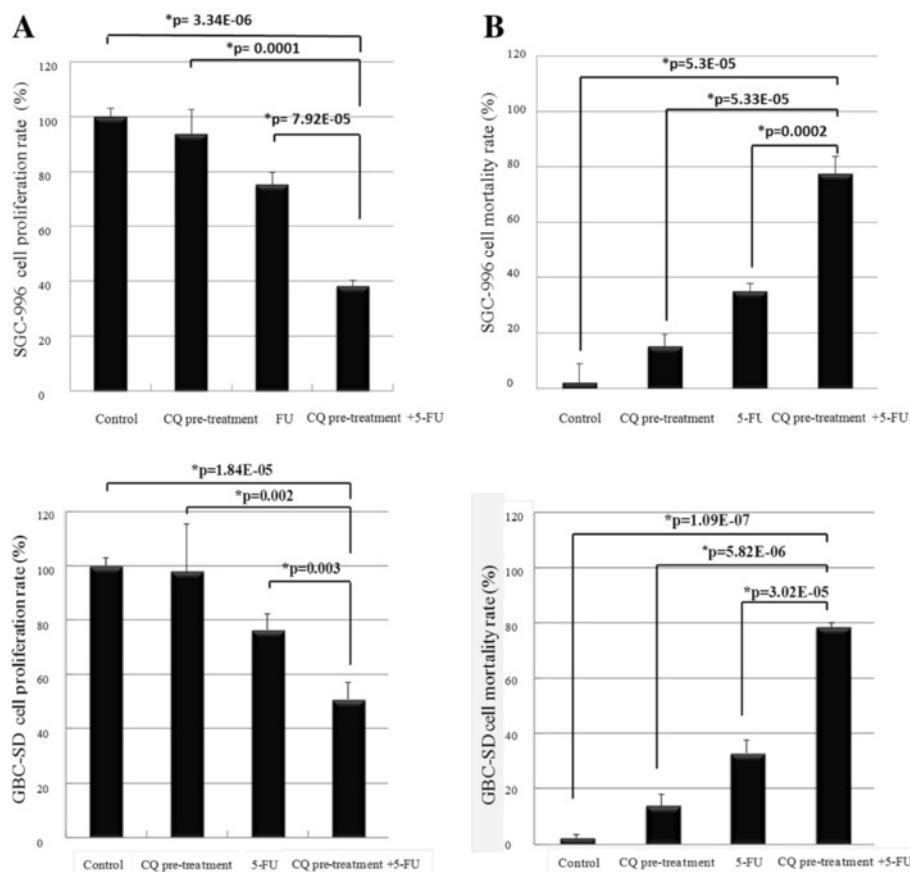 A
*p= 3.34E-06
*p= 0.0001
*p= 7.92E-05
SGC-996 cell proliferation rate (%)
120
100
80
60
40
20
0
Control CQ pre-treatment FU CQ pre-treatment +5-FU
B
*p=5.3E-05
*p=5.33E-05
*p=0.0002
SGC-996 cell mortality rate (%)
120
100
80
60
40
20
0
Control CQ pre-treatment 5-FU CQ pre-treatment +5-FU
*p=1.84E-05
*p=0.002
*p=0.003
GBC-SD cell proliferation rate (%)
120
100
80
60
40
20
0
Control CQ pre-treatment 5-FU CQ pre-treatment +5-FU
*p=1.09E-07
*p=5.82E-06
*p=3.02E-05
GBC-SD cell mortality rate (%)
120
100
80
60
40
20
0
Control CQ pre-treatment 5-FU CQ pre-treatment +5-FU